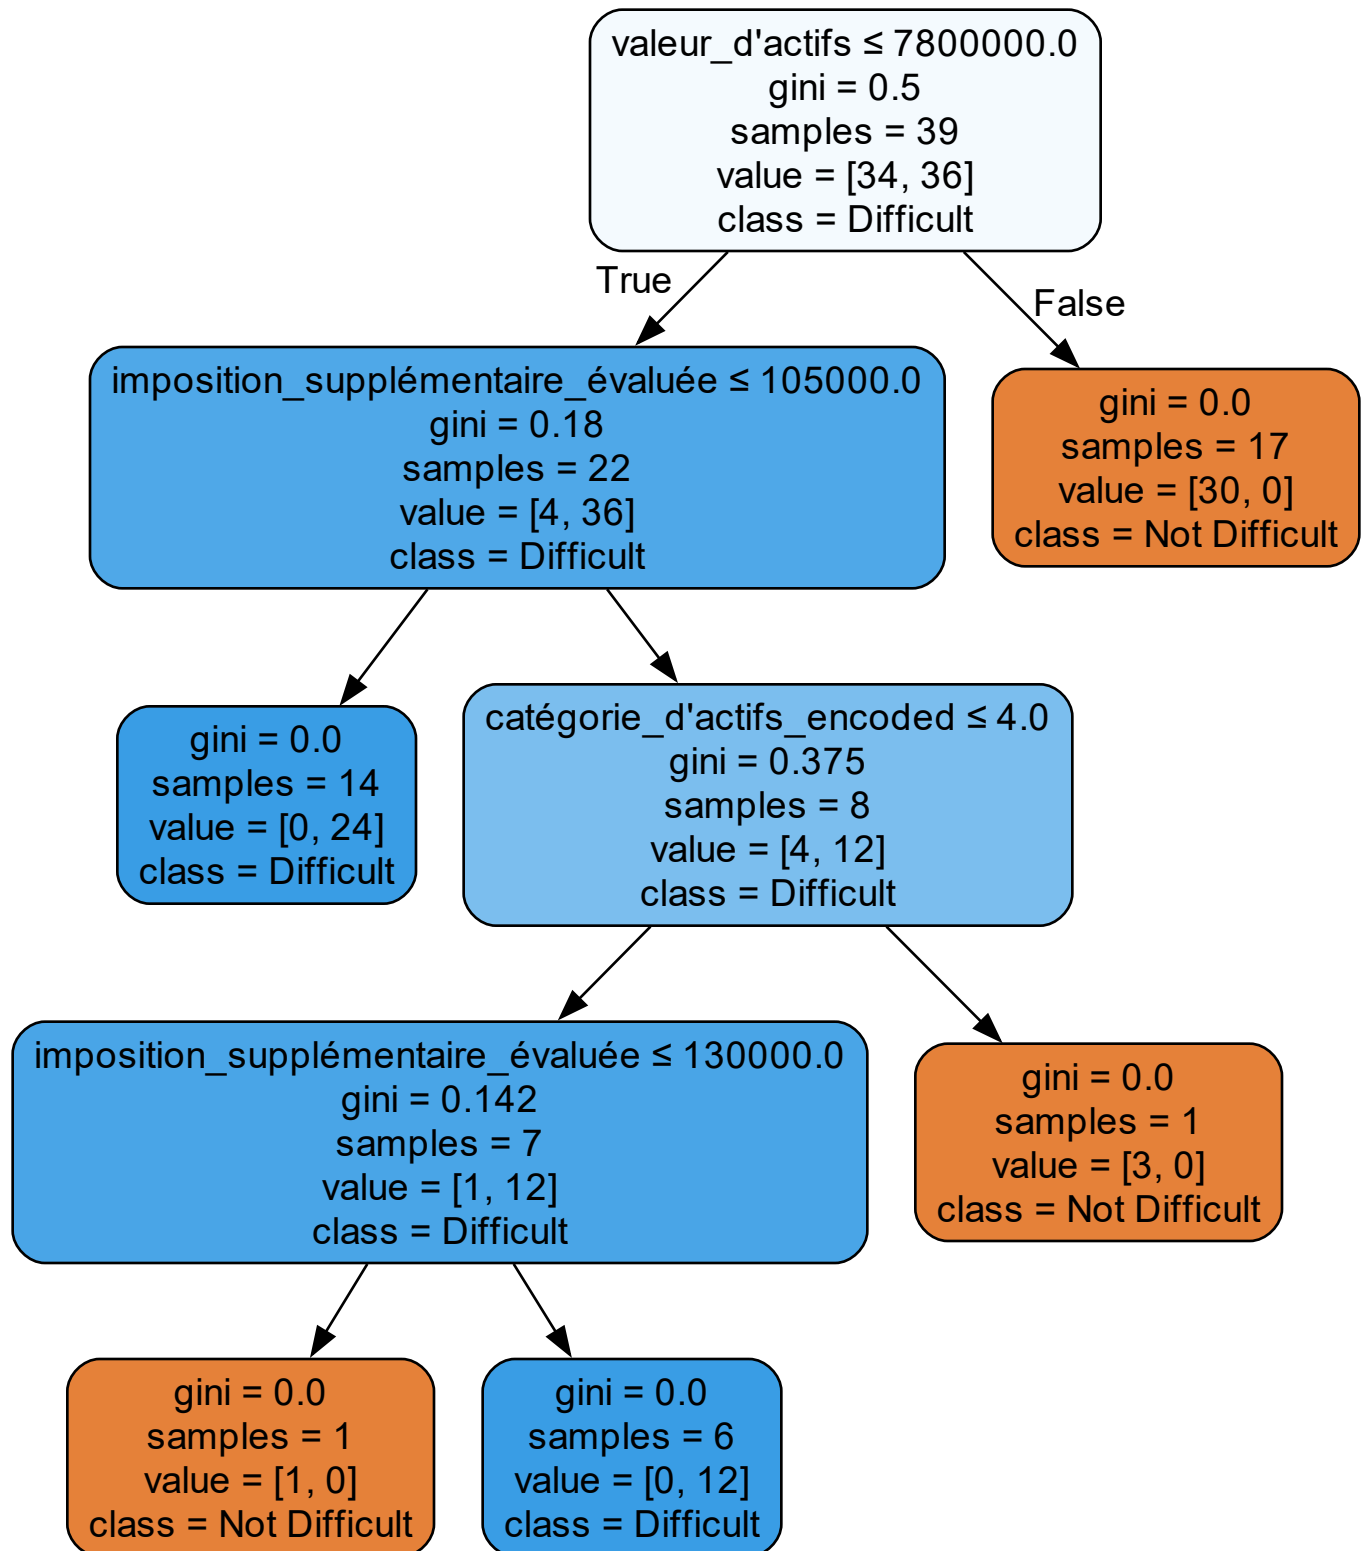 valeur_d'actifs ≤ 7800000.0
gini = 0.5
samples = 39
value = [34, 36]
class = Difficult
True
False
imposition_supplémentaire_évaluée ≤ 105000.0
gini = 0.18
samples = 22
value = [4, 36]
class = Difficult
gini = 0.0
samples = 17
value = [30, 0]
class = Not Difficult
gini = 0.0
samples = 14
value = [0, 24]
class = Difficult
catégorie_d'actifs_encoded ≤ 4.0
gini = 0.375
samples = 8
value = [4, 12]
class = Difficult
imposition_supplémentaire_évaluée ≤ 130000.0
gini = 0.142
samples = 7
value = [1, 12]
class = Difficult
gini = 0.0
samples = 1
value = [3, 0]
class = Not Difficult
gini = 0.0
samples = 1
value = [1, 0]
class = Not Difficult
gini = 0.0
samples = 6
value = [0, 12]
class = Difficult